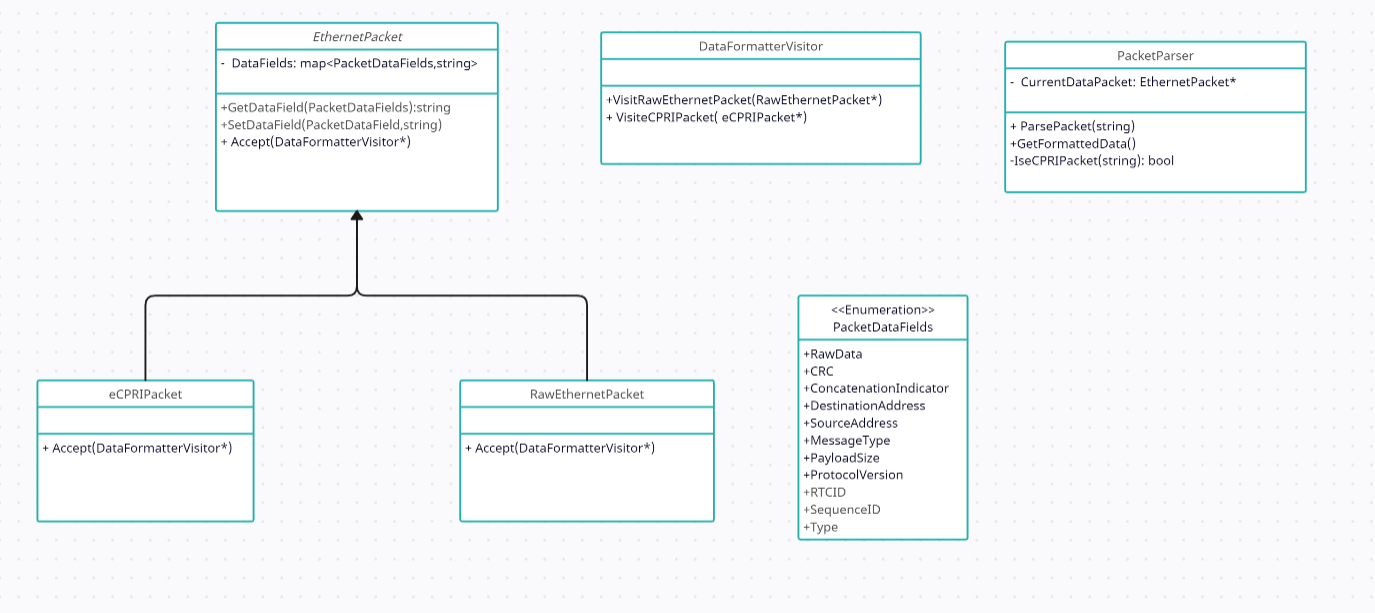 EthernetPacket
- DataFields: map<PacketDataFields,string>
+GetDataField(PacketDataFields):string
+SetDataField(PacketDataField,string)
+ Accept(DataFormatterVisitor*)
DataFormatterVisitor
+VisitRawEthernetPacket(RawEthernetPacket*)
+ VisiteCPRIPacket( eCPRIPacket*)
PacketParser
- CurrentDataPacket: EthernetPacket*
+ ParsePacket(string)
+GetFormattedData()
-IseCPRIPacket(string): bool
eCPRIPacket
+ Accept(DataFormatterVisitor*)
RawEthernetPacket
+ Accept(DataFormatterVisitor*)
<<Enumeration>>
PacketDataFields
+RawData
+CRC
+ConcatenationIndicator
+DestinationAddress
+SourceAddress
+MessageType
+PayloadSize
+ProtocolVersion
+RTCID
+SequenceID
+Type